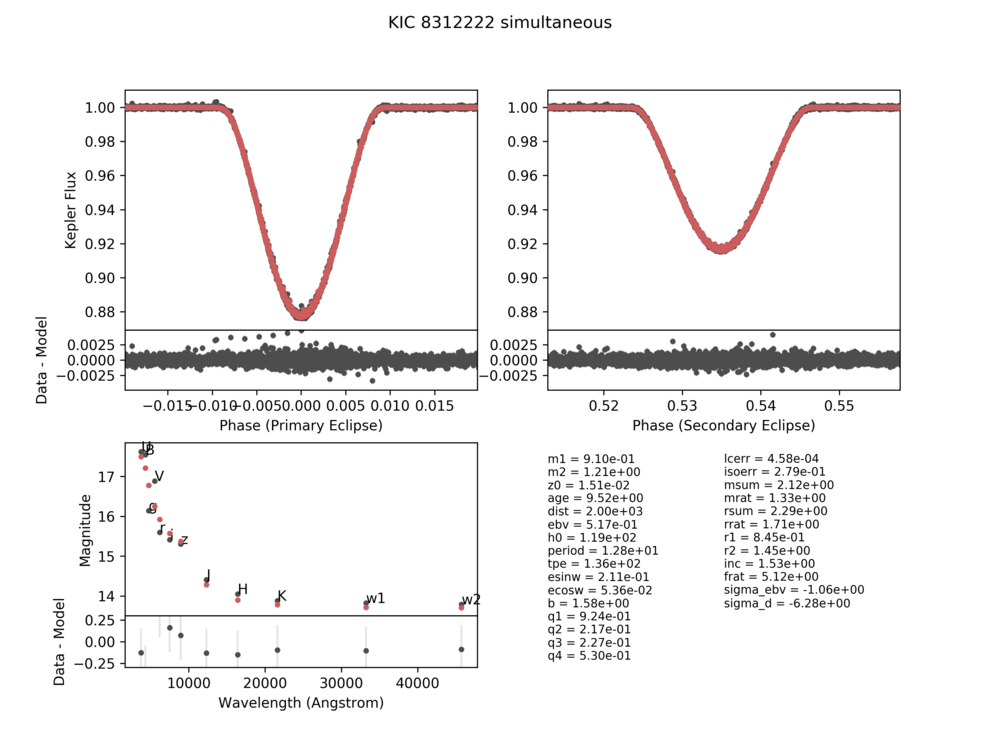 KIC 8312222 simultaneous
1.00
0.98
0.96
0.94
0.92
0.90
0.88
Kepler Flux
0.0025
0.0000
−0.0025
Data - Model
−0.015 −0.010 −0.005 0.000 0.005 0.010 0.015
Phase (Primary Eclipse)
1.00
0.98
0.96
0.94
0.92
0.90
0.88
0.0025
0.0000
−0.0025
0.52 0.53 0.54 0.55
Phase (Secondary Eclipse)
17
16
15
14
Magnitude
B
V
g
r
i
z
J
H
K
w1
w2
0.25
0.00
−0.25
Data - Model
10000 20000 30000 40000
Wavelength (Angstrom)
m1 = 9.10e-01
m2 = 1.21e+00
z0 = 1.51e-02
age = 9.52e+00
dist = 2.00e+03
ebv = 5.17e-01
h0 = 1.19e+02
period = 1.28e+01
tpe = 1.36e+02
esinw = 2.11e-01
ecosw = 5.36e-02
b = 1.58e+00
q1 = 9.24e-01
q2 = 2.17e-01
q3 = 2.27e-01
q4 = 5.30e-01
lcerr = 4.58e-04
isoerr = 2.79e-01
msum = 2.12e+00
mrat = 1.33e+00
rsum = 2.29e+00
rrat = 1.71e+00
r1 = 8.45e-01
r2 = 1.45e+00
inc = 1.53e+00
frat = 5.12e+00
sigma_ebv = -1.06e+00
sigma_d = -6.28e+00